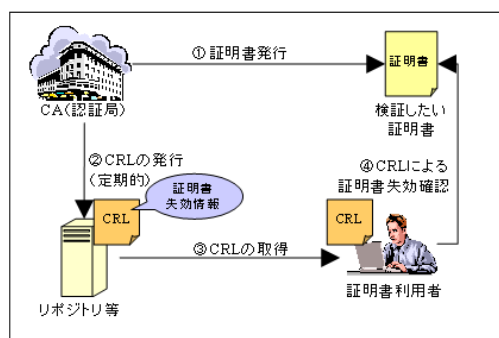 ①証明書発行
証明書
CA(認証局)
検証したい
証明書
②CRLの発行
(定期的)
証明書
失効情報
④CRLによる
証明書失効確認
CRL
CRL
③CRLの取得
リポジトリ等
証明書利用者